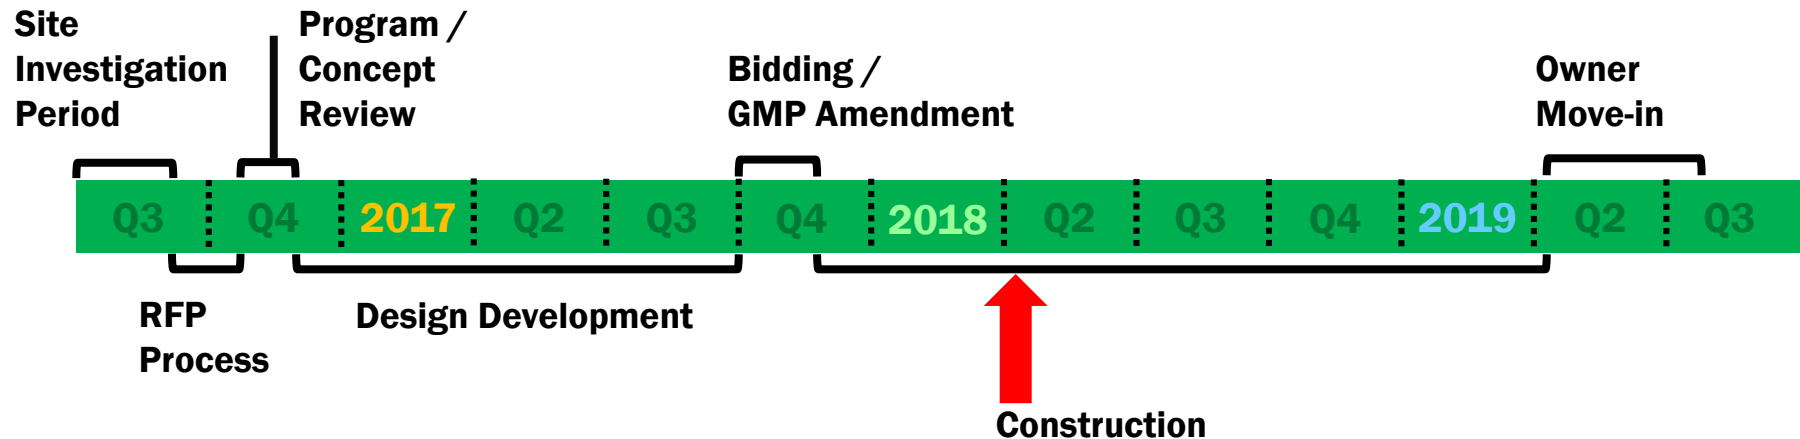 Site
Investigation
Period
Program /
Concept
Review
Bidding /
GMP Amendment
Owner
Move-in
Q3 Q4 2017 Q2 Q3 Q4 2018 Q2 Q3 Q4 2019 Q2 Q3
RFP
Process
Design Development
Construction